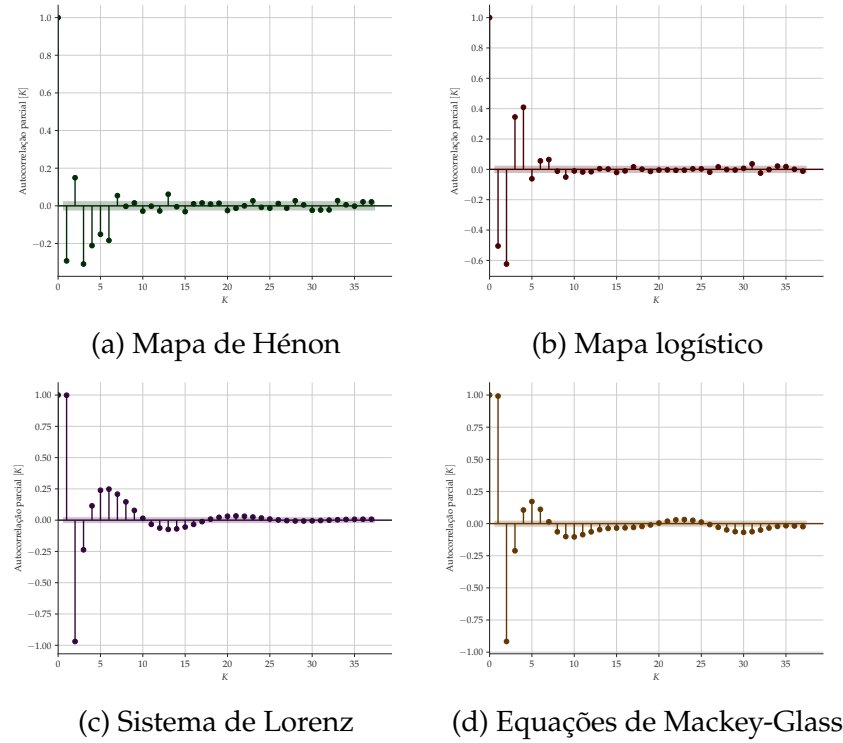 1.0
0.8
0.6
0.4
0.2
0.0
−0.2
Autocorrelação parcial [K]
0 5 10 15 20 25 30 35
K
(a) Mapa de Hénon
1.0
0.8
0.6
0.4
0.2
0.0
−0.2
−0.4
−0.6
Autocorrelação parcial [K]
0 5 10 15 20 25 30 35
K
(b) Mapa logístico
1.00
0.75
0.50
0.25
0.00
−0.25
−0.50
−0.75
−1.00
Autocorrelação parcial [K]
0 5 10 15 20 25 30 35
K
(c) Sistema de Lorenz
1.00
0.75
0.50
0.25
0.00
−0.25
−0.50
−0.75
−1.00
Autocorrelação parcial [K]
0 5 10 15 20 25 30 35
K
(d) Equações de Mackey-Glass